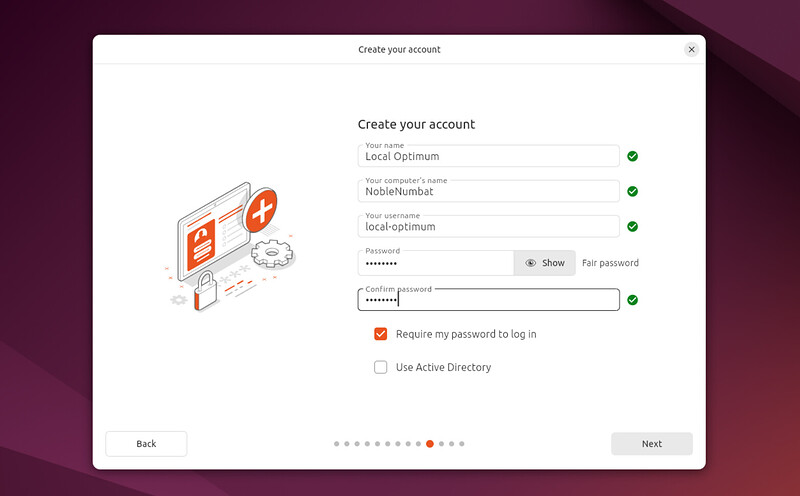 Create your account
Create your account
Your name
Local Optimum
Your computer's name
NobleNumbat
Your username
local-optimum
Password
•••••••• Show Fair password
Confirm password
••••••••
Require my password to log in
Use Active Directory
Back Next